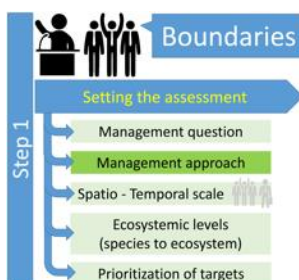 Boundaries
Setting the assessment
Step 1
Management question
Management approach
Spatio - Temporal scale
Ecosystemic levels
(species to ecosystem)
Prioritization of targets